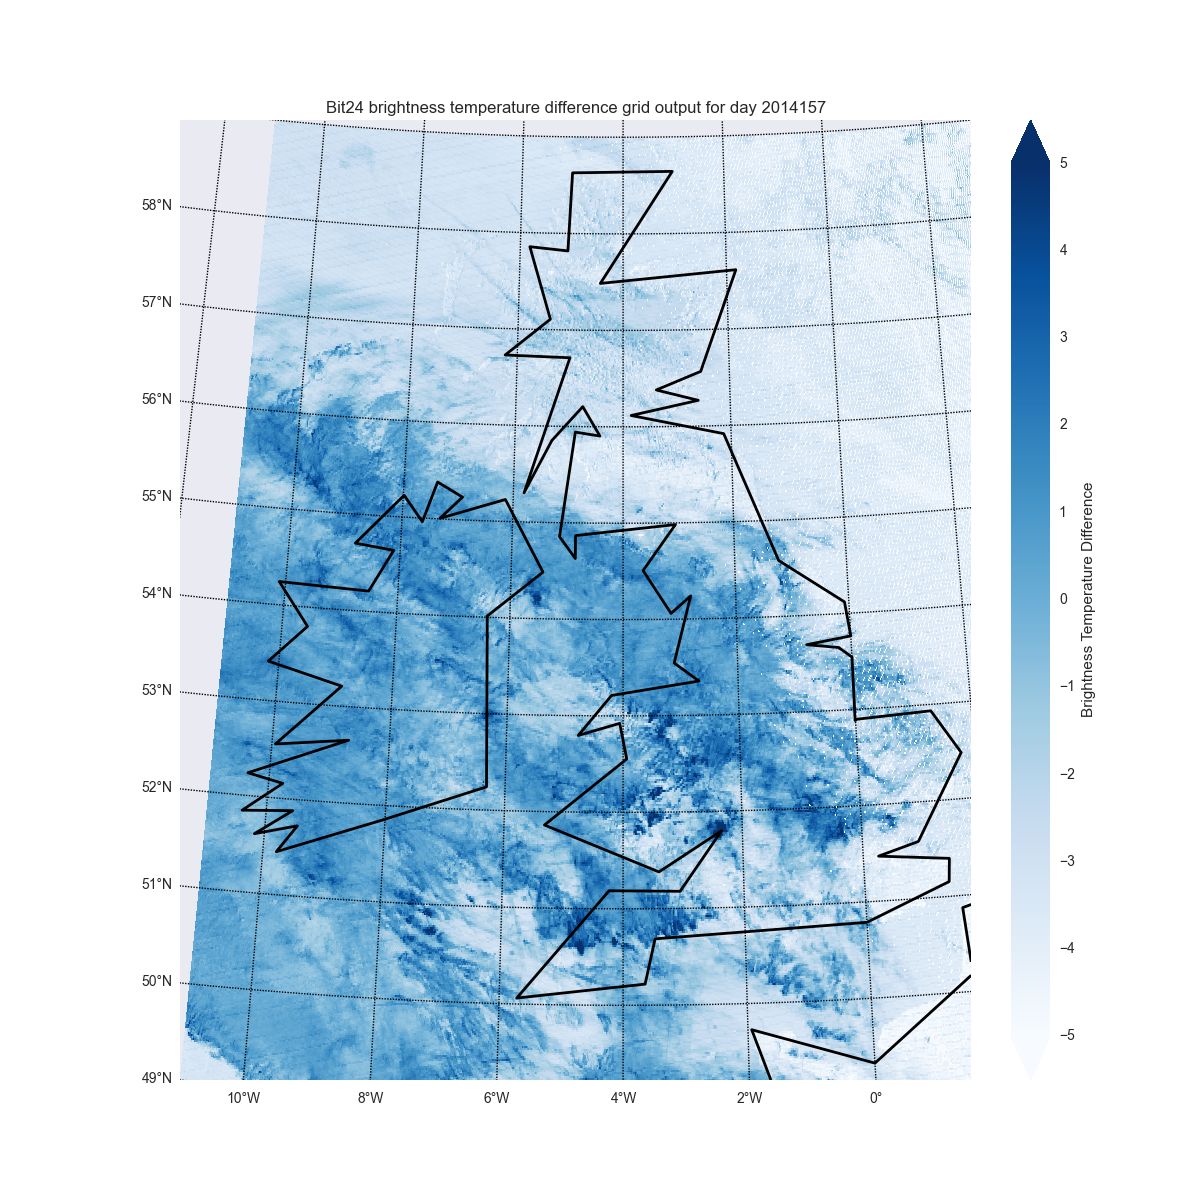 Bit24 brightness temperature difference grid output for day 2014157
58°N
57°N
56°N
55°N
54°N
53°N
52°N
51°N
50°N
49°N
10°W
8°W
6°W
4°W
2°W
0°
5
4
3
2
1
0
−1
−2
−3
−4
−5
Brightness Temperature Difference